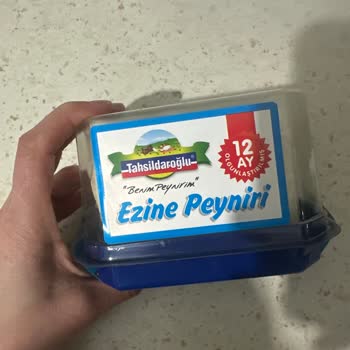 Tahsildaroğlu
"Benim Peynirim"
Ezine Peyniri
12
AY
OLGUNLAŞTIRILMIŞ